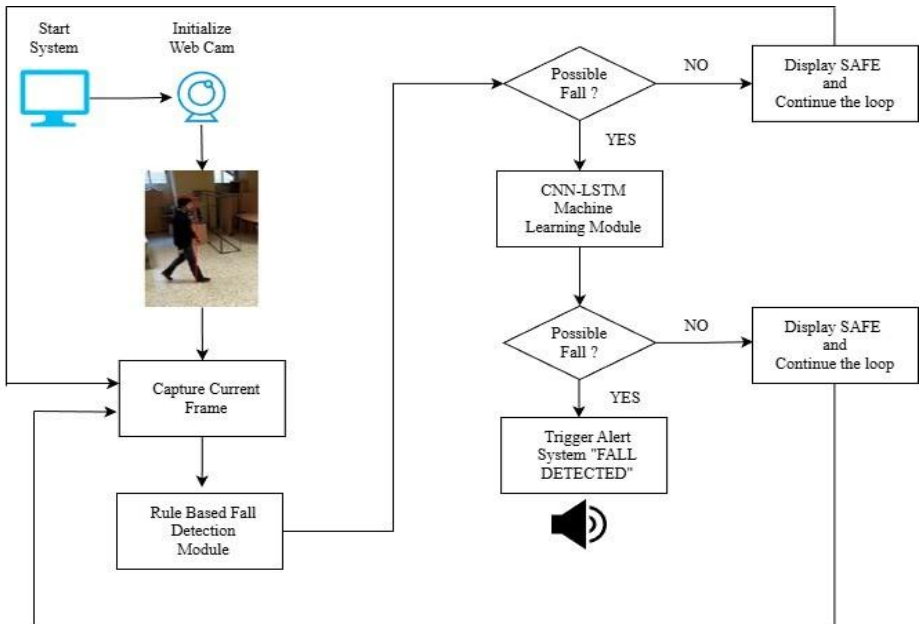 Start
System
Initialize
Web Cam
Capture Current
Frame
Rule Based Fall
Detection
Module
Possible
Fall ?
NO
Display SAFE
and
Continue the loop
YES
CNN-LSTM
Machine
Learning Module
Possible
Fall ?
NO
Display SAFE
and
Continue the loop
YES
Trigger Alert
System "FALL
DETECTED"